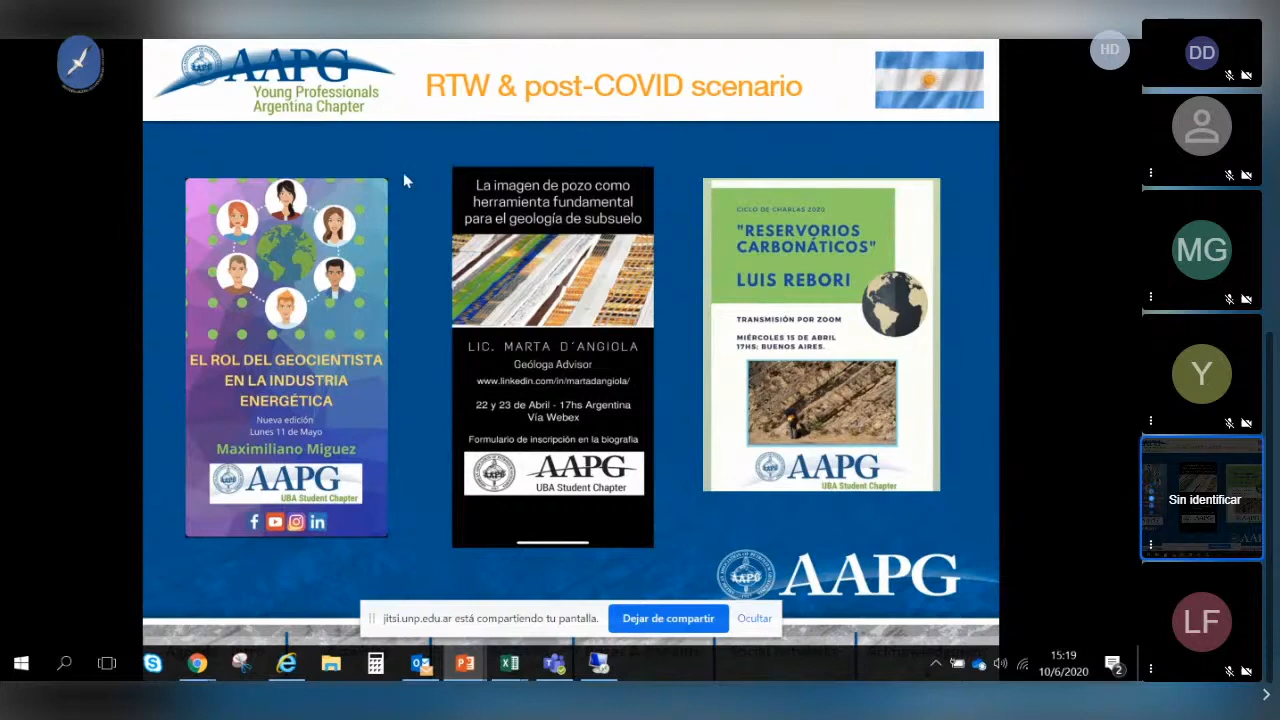 AAPG
Young Professionals
Argentina Chapter
RTW & post-COVID scenario
EL ROL DEL GEOCIENTISTA
EN LA INDUSTRIA
ENERGÉTICA
Nueva edición
Lunes 11 de Mayo
Maximiliano Miguez
AAPG
UBA Student Chapter
La imagen de pozo como
herramienta fundamental
para el geología de subsuelo
LIC. MARTA D´ANGIOLA
Geóloga Advisor
www.linkedin.com/in/martadangiola/
22 y 23 de Abril - 17hs Argentina
Vía Webex
Formulario de inscripción en la biografia
AAPG
UBA Student Chapter
CICLO DE CHARLAS 2020
"RESERVORIOS
CARBONÁTICOS"
LUIS REBORI
TRANSMISIÓN POR ZOOM
MIÉRCOLES 15 DE ABRIL
17HS; BUENOS AIRES.
AAPG
UBA Student Chapter
AAPG
jitsi.unp.edu.ar está compartiendo tu pantalla.
Dejar de compartir
Ocultar
15:19
10/6/2020
2
HD
DD
MG
Y
Sin identificar
LF